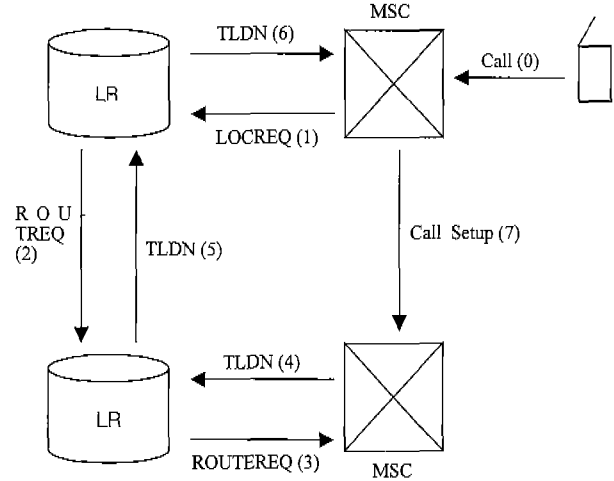 MSC
TLDN (6)
Call (0)
LR
LOCREQ (1)
R O U
TREQ
(2)
TLDN (5)
Call Setup (7)
TLDN (4)
LR
ROUTEREQ (3)
MSC